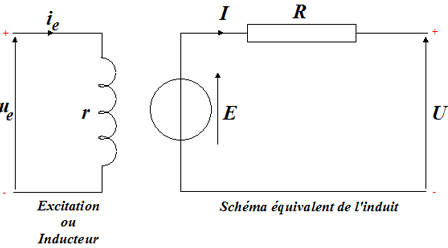 + i_e I R +
u_e r E U
- -
Excitation
ou
Inducteur
Schéma équivalent de l'induit